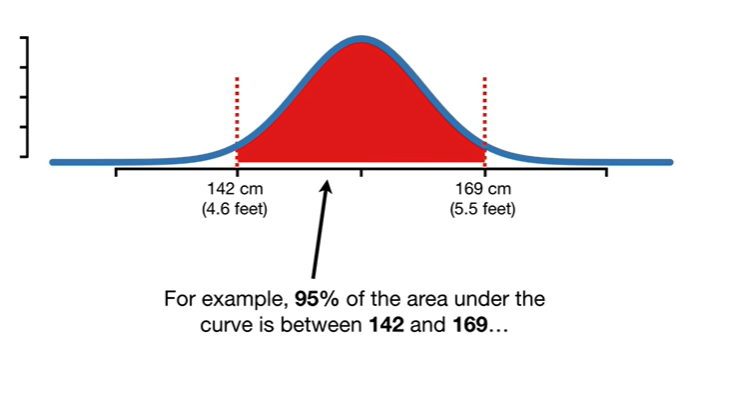 142 cm
(4.6 feet)
169 cm
(5.5 feet)
For example, 95% of the area under the
curve is between 142 and 169…